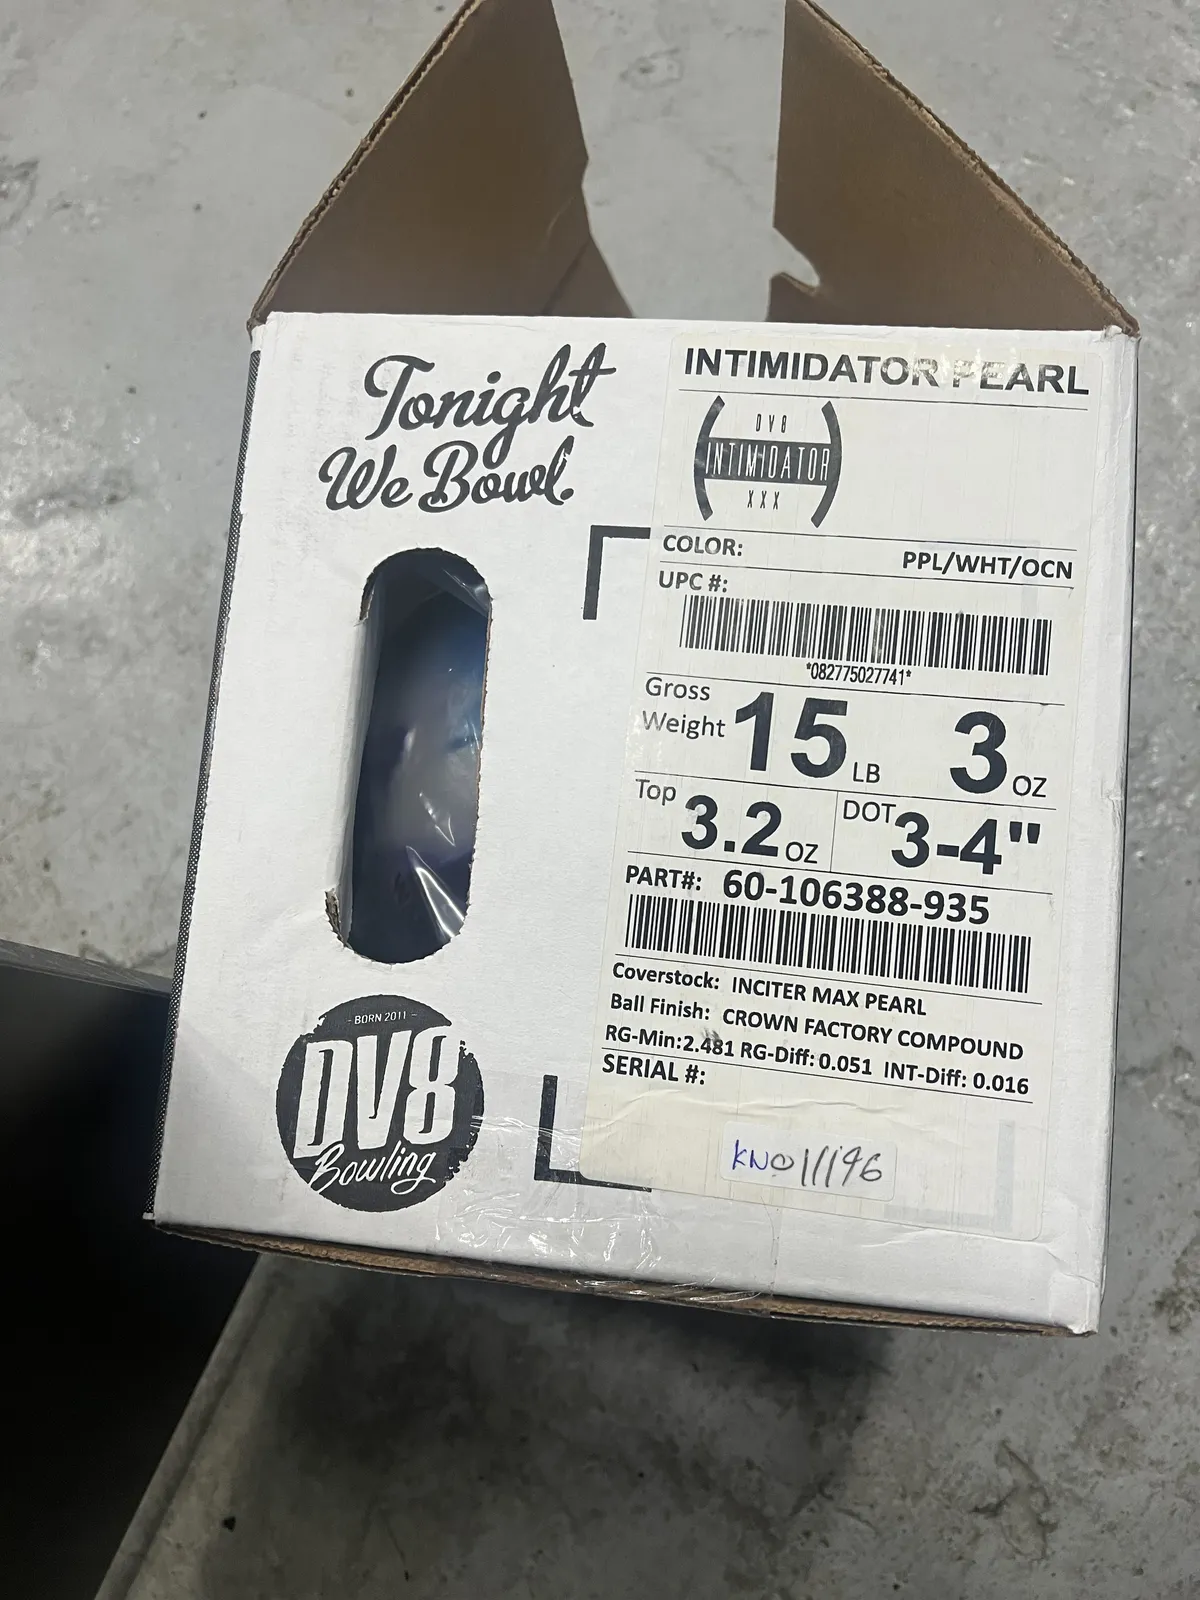 Tonight
We Bowl.
INTIMIDATOR PEARL
DV8
INTIMIDATOR
XXX
COLOR: PPL/WHT/OCN
UPC #:
*082775027741*
Gross Weight 15 LB 3 OZ
Top 3.2 OZ DOT 3-4"
PART#: 60-106388-935
Coverstock: INCITER MAX PEARL
Ball Finish: CROWN FACTORY COMPOUND
RG-Min:2.481 RG-Diff: 0.051 INT-Diff: 0.016
SERIAL #:
KN011196
- BORN 2011 -
DV8
Bowling